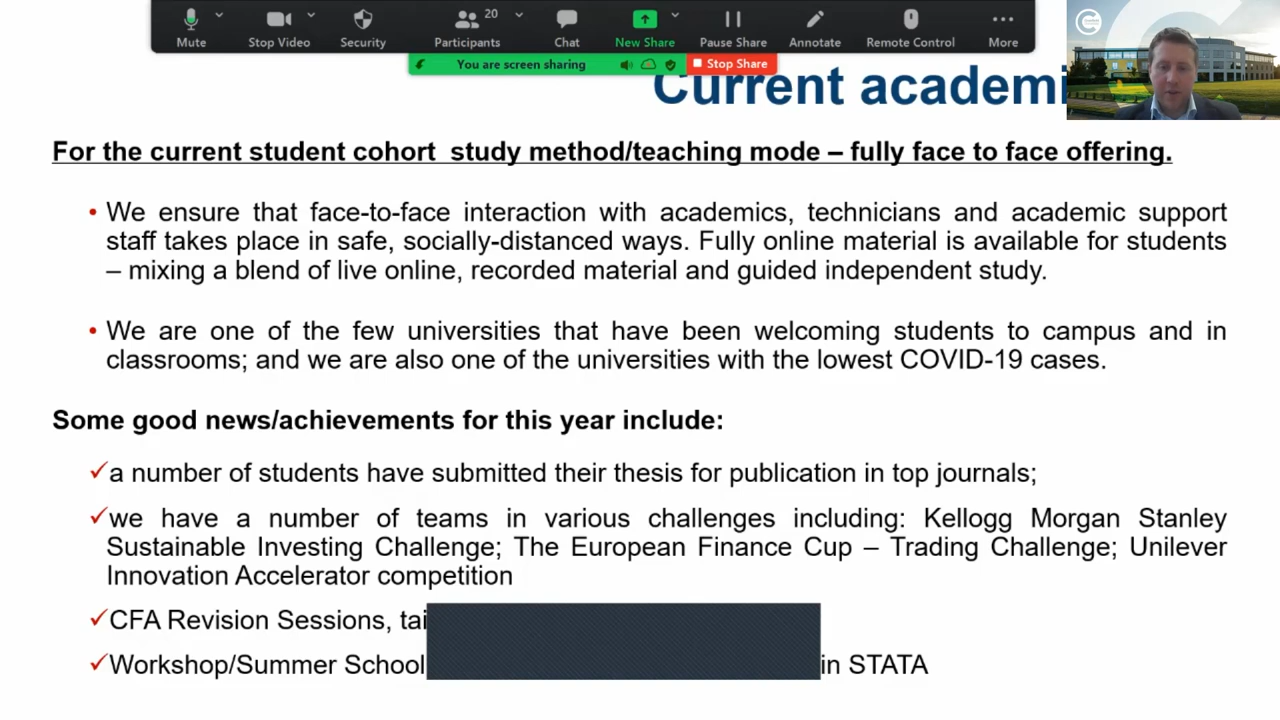 Mute
Stop Video
Security
20
Participants
Chat
New Share
Pause Share
Annotate
Remote Control
More
You are screen sharing
Stop Share
Current academi
For the current student cohort study method/teaching mode – fully face to face offering.
• We ensure that face-to-face interaction with academics, technicians and academic support
staff takes place in safe, socially-distanced ways. Fully online material is available for students
– mixing a blend of live online, recorded material and guided independent study.
• We are one of the few universities that have been welcoming students to campus and in
classrooms; and we are also one of the universities with the lowest COVID-19 cases.
Some good news/achievements for this year include:
✓a number of students have submitted their thesis for publication in top journals;
✓we have a number of teams in various challenges including: Kellogg Morgan Stanley
Sustainable Investing Challenge; The European Finance Cup – Trading Challenge; Unilever
Innovation Accelerator competition
✓CFA Revision Sessions, tai
✓Workshop/Summer School in STATA